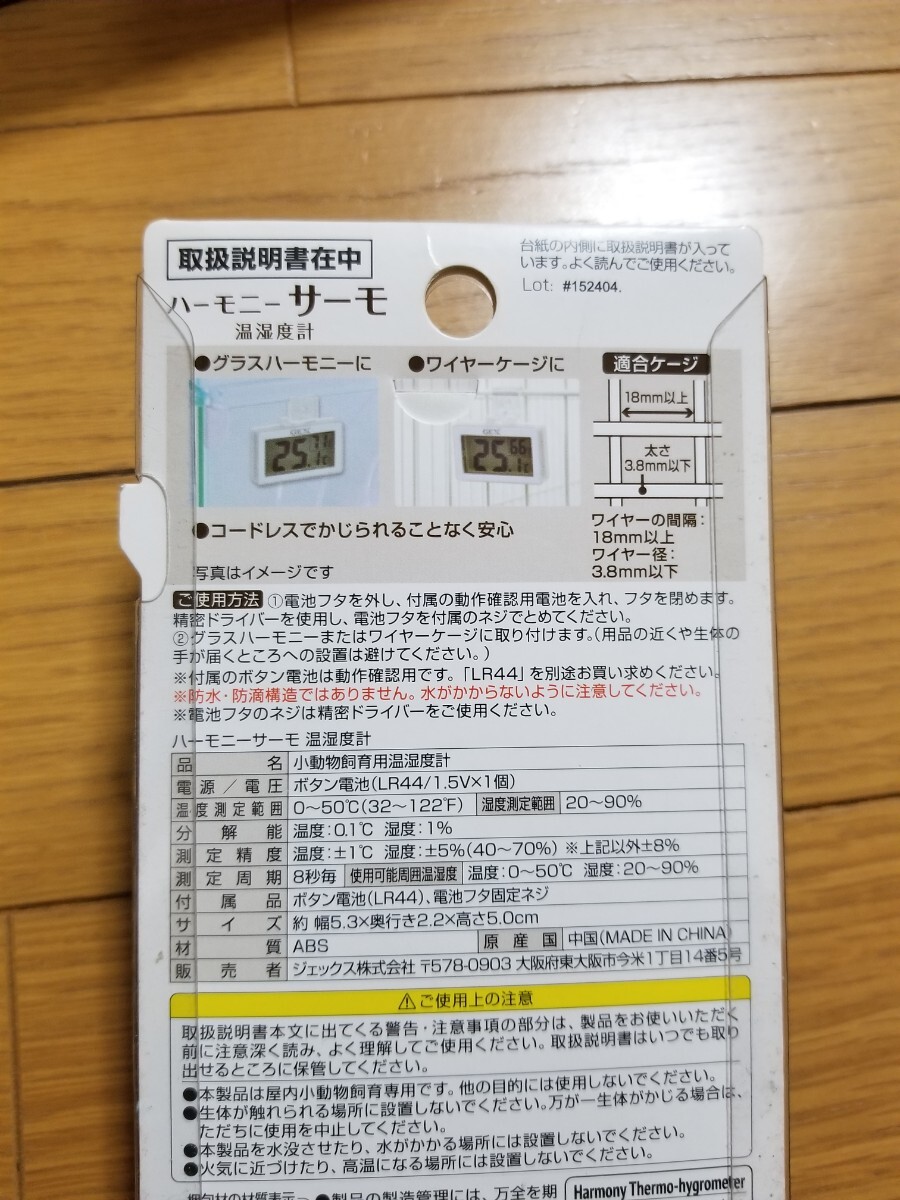 取扱説明書在中
台紙の内側に取扱説明書が入って
います。よく読んでご使用ください。
Lot: #152404.
ハーモニー サーモ
温湿度計
●グラスハーモニーに
●ワイヤーケージに
適合ケージ
18mm以上
太さ
3.8mm以下
GEX
25.1℃ 71
GEX
25.1℃ 66
●コードレスでかじられることなく安心
ワイヤーの間隔:
18mm以上
ワイヤー径:
3.8mm以下
写真はイメージです
ご使用方法 ①電池フタを外し、付属の動作確認用電池を入れ、フタを閉めます。
精密ドライバーを使用し、電池フタを付属のネジでとめてください。
②グラスハーモニーまたはワイヤーケージに取り付けます。(用品の近くや生体の
手が届くところへの設置は避けてください。)
※付属のボタン電池は動作確認用です。「LR44」を別途お買い求めください。
※防水・防滴構造ではありません。水がかからないように注意してください。
※電池フタのネジは精密ドライバーをご使用ください。
ハーモニーサーモ 温湿度計
品名 小動物飼育用温湿度計
電源/電圧 ボタン電池(LR44/1.5V×1個)
温度測定範囲 0～50℃(32～122℉) 湿度測定範囲 20～90%
分解能 温度:0.1℃ 湿度:1%
測定精度 温度:±1℃ 湿度:±5%(40～70%) ※上記以外±8%
測定周期 8秒毎 使用可能周囲温湿度 温度:0～50℃ 湿度:20～90%
付属品 ボタン電池(LR44)、電池フタ固定ネジ
サイズ 約 幅5.3×奥行き2.2×高さ5.0cm
材質 ABS 原産国 中国(MADE IN CHINA)
販売者 ジェックス株式会社 〒578-0903 大阪府東大阪市今米1丁目14番5号
⚠ご使用上の注意
取扱説明書本文に出てくる警告・注意事項の部分は、製品をお使いいただく
前に注意深く読み、よく理解してご使用ください。取扱説明書はいつでも取り
出せるところに保管してください。
●本製品は屋内小動物飼育専用です。他の目的には使用しないでください。
●生体が触れられる場所に設置しないでください。万が一生体がかじる場合は、
ただちに使用を中止してください。
●本製品を水没させたり、水がかかる場所には設置しないでください。
●火気に近づけたり、高温になる場所には設置しないでください。
梱包材の材質表示 ●製品の製造管理には、万全を期
Harmony Thermo-hygrometer